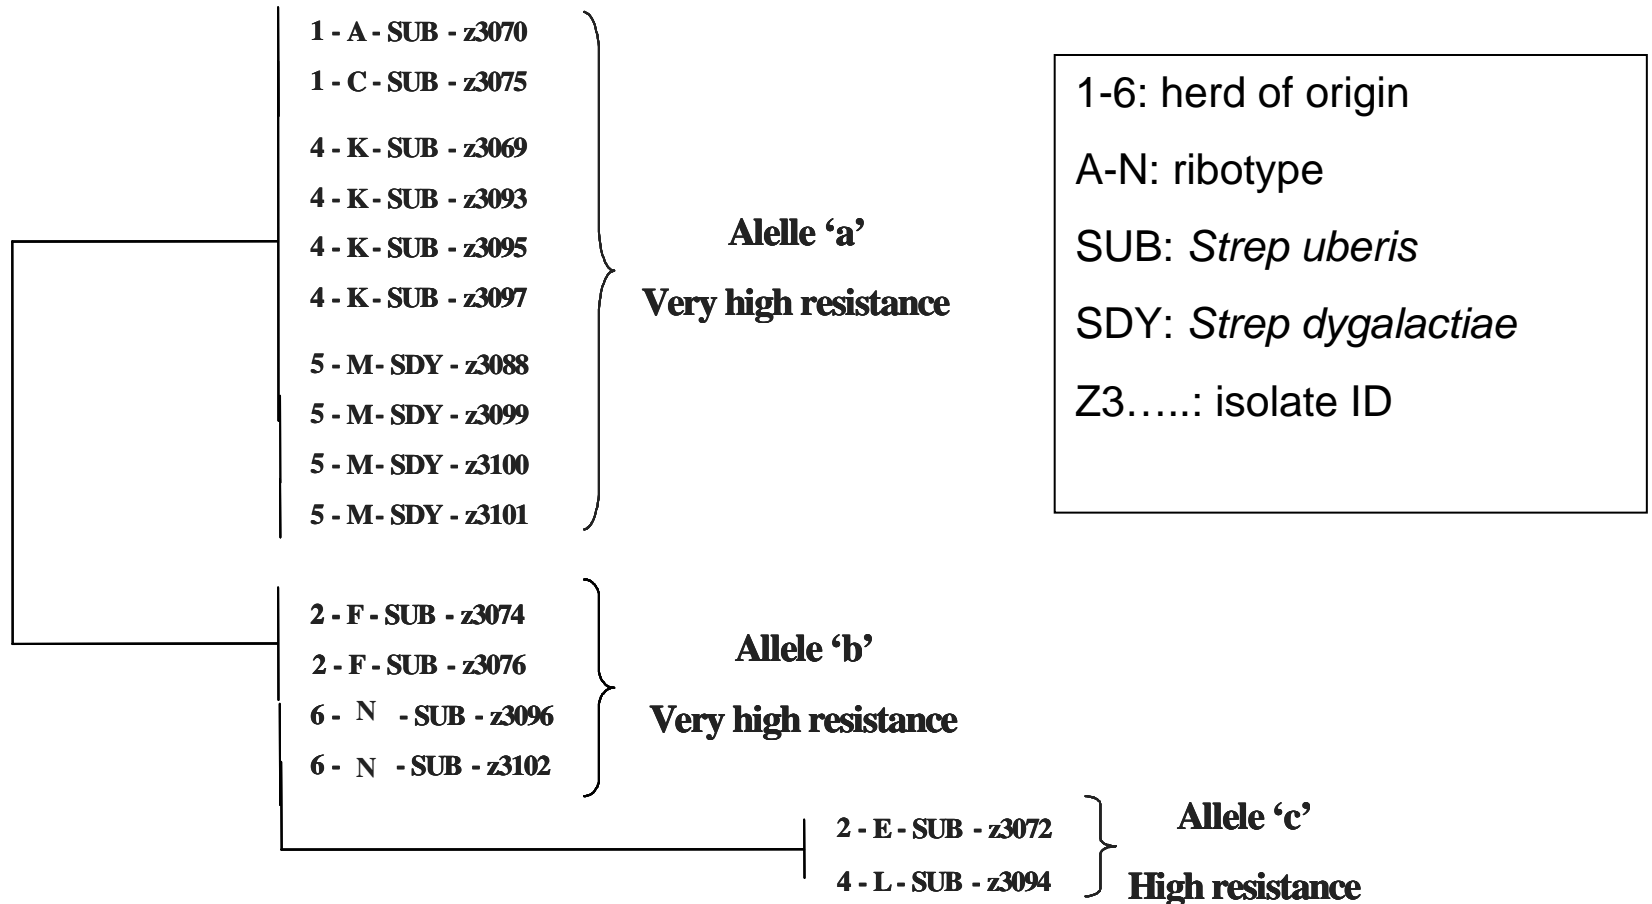 1 - A - SUB - z3070
1 - C - SUB - z3075
4 - K - SUB - z3069
4 - K - SUB - z3093
4 - K - SUB - z3095
4 - K - SUB - z3097
5 - M - SDY - z3088
5 - M - SDY - z3099
5 - M - SDY - z3100
5 - M - SDY - z3101
Alelle ‘a’
Very high resistance
2 - F - SUB - z3074
2 - F - SUB - z3076
6 - N - SUB - z3096
6 - N - SUB - z3102
Allele ‘b’
Very high resistance
2 - E - SUB - z3072
4 - L - SUB - z3094
Allele ‘c’
High resistance
1-6: herd of origin
A-N: ribotype
SUB: Strep uberis
SDY: Strep dygalactiae
Z3…..: isolate ID